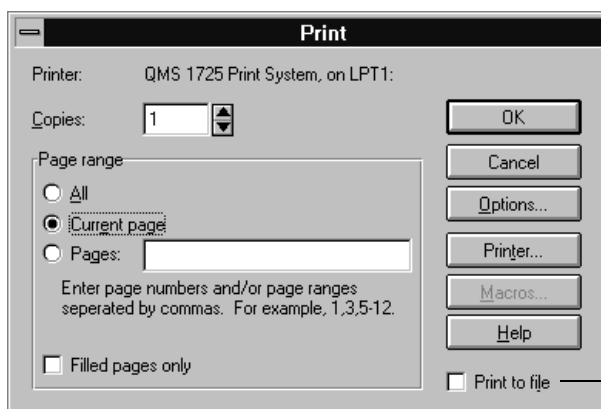 Print
Printer: QMS 1725 Print System, on LPT1:
Copies: 1
OK
Cancel
Options...
Printer...
Macros...
Help
Page range
All
Current page
Pages:
Enter page numbers and/or page ranges
seperated by commas. For example, 1,3,5-12.
Filled pages only
Print to file